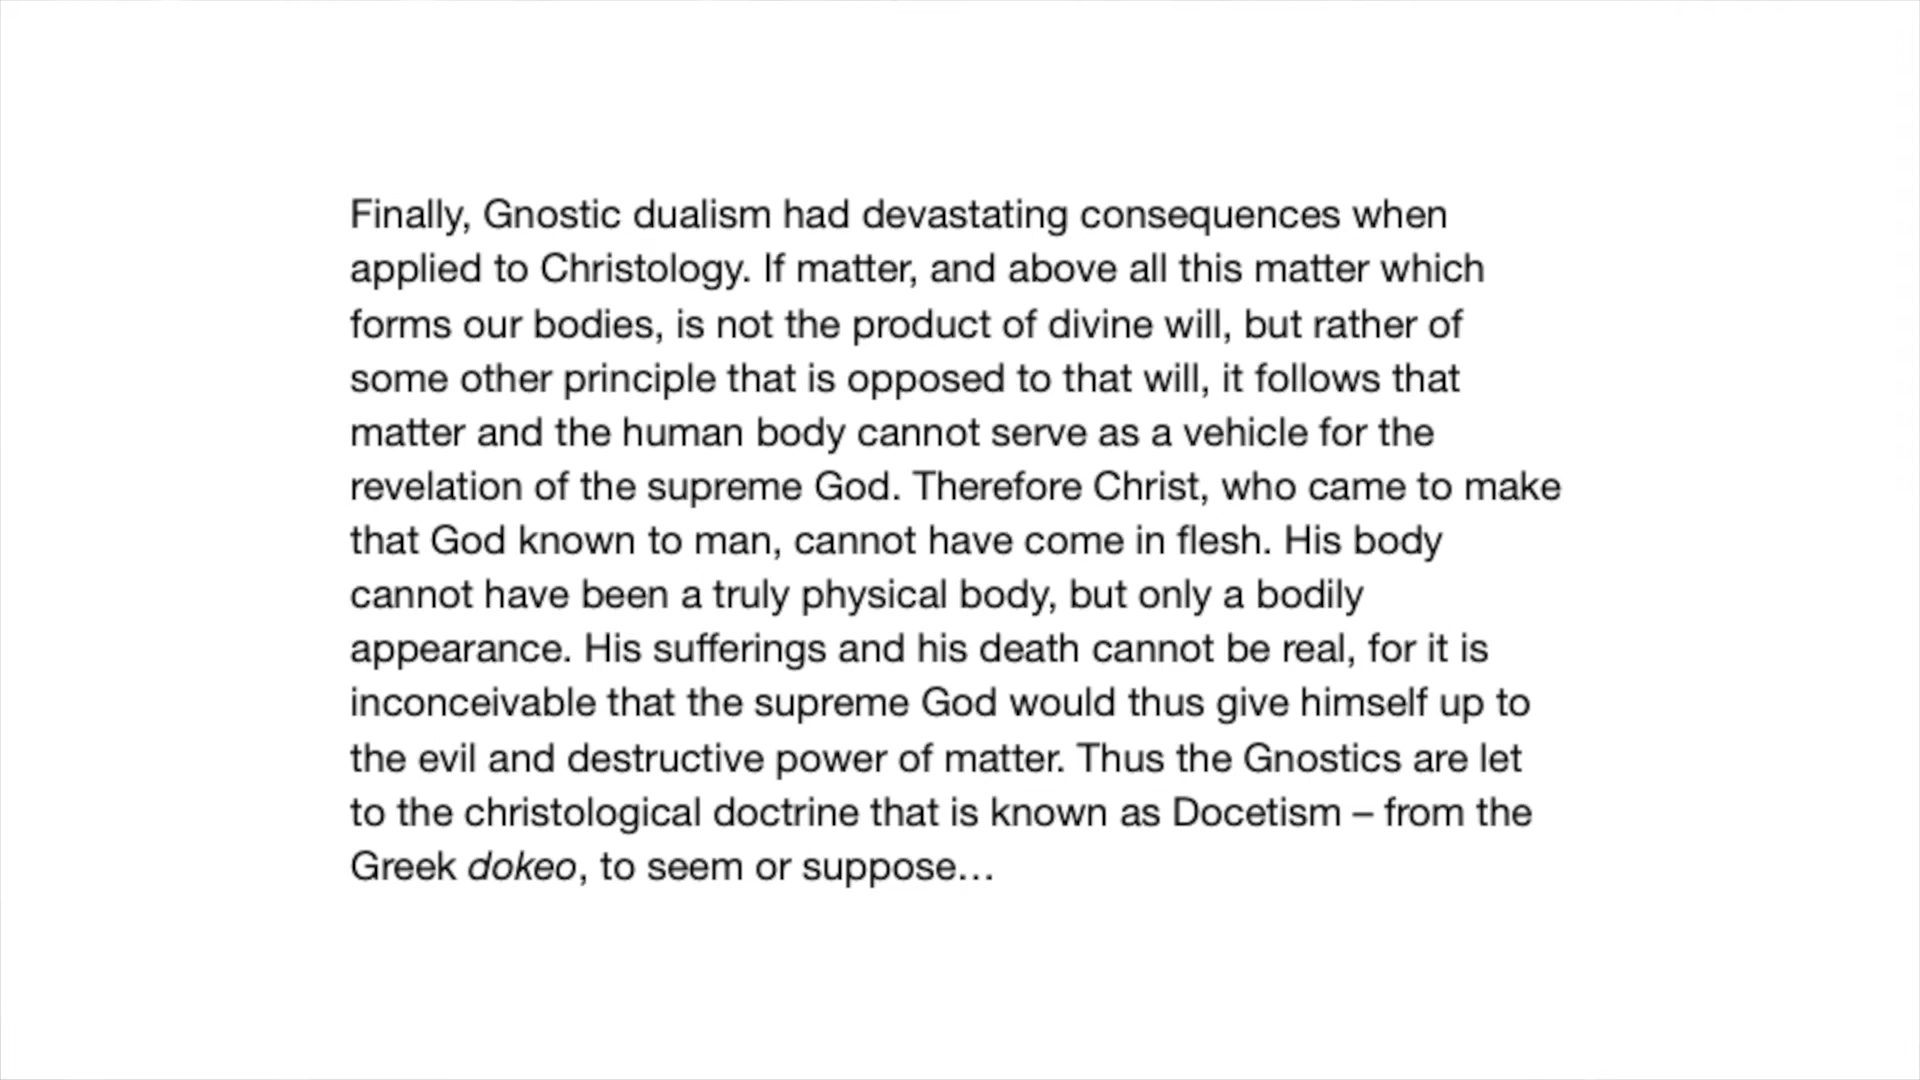 Finally, Gnostic dualism had devastating consequences when
applied to Christology. If matter, and above all this matter which
forms our bodies, is not the product of divine will, but rather of
some other principle that is opposed to that will, it follows that
matter and the human body cannot serve as a vehicle for the
revelation of the supreme God. Therefore Christ, who came to make
that God known to man, cannot have come in flesh. His body
cannot have been a truly physical body, but only a bodily
appearance. His sufferings and his death cannot be real, for it is
inconceivable that the supreme God would thus give himself up to
the evil and destructive power of matter. Thus the Gnostics are let
to the christological doctrine that is known as Docetism – from the
Greek dokeo, to seem or suppose…